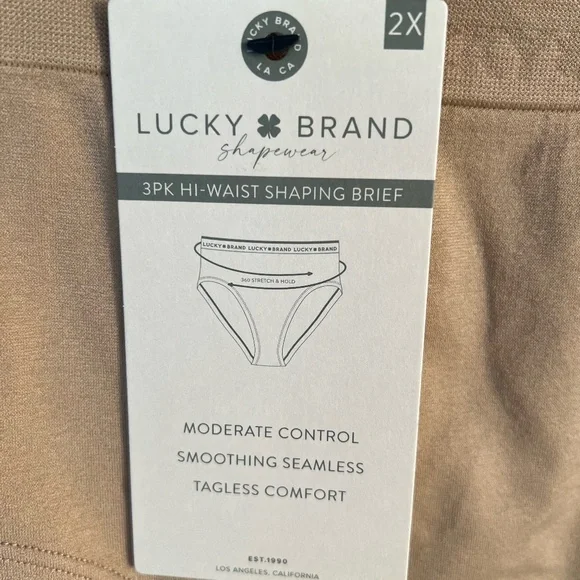 LUCKY BRAND
LA CA
2X
LUCKY BRAND
shapewear
3PK HI-WAIST SHAPING BRIEF
LUCKY BRAND LUCKY BRAND LUCKY BRAND
360 STRETCH & HOLD
MODERATE CONTROL
SMOOTHING SEAMLESS
TAGLESS COMFORT
EST.1990
LOS ANGELES, CALIFORNIA